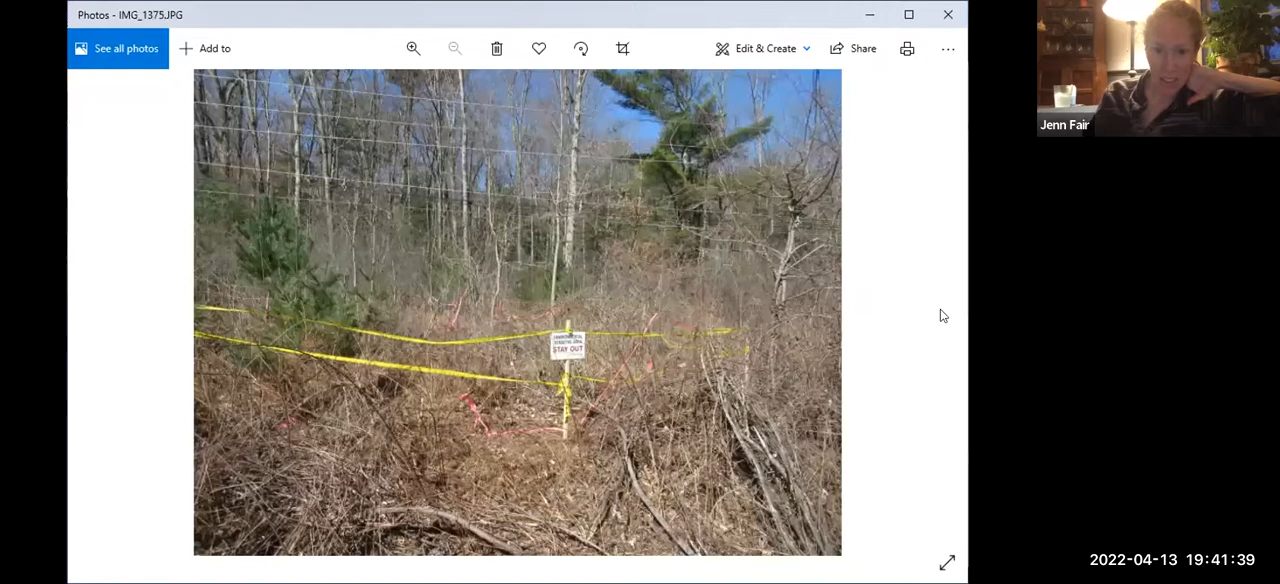 Photos - IMG_1375.JPG
See all photos
Add to
Edit & Create
Share
STAY OUT
Jenn Fair
2022-04-13 19:41:39